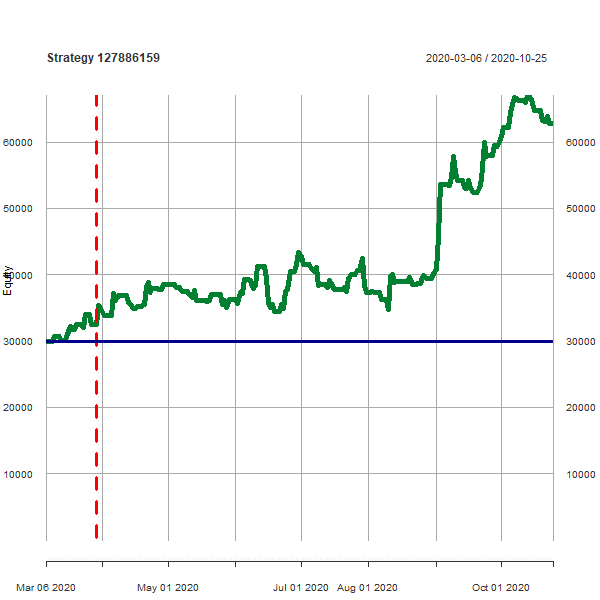 Strategy 127886159
2020-03-06 / 2020-10-25
60000
60000
50000
50000
40000
40000
Equity
30000
30000
20000
20000
10000
10000
Mar 06 2020
May 01 2020
Jul 01 2020
Aug 01 2020
Oct 01 2020